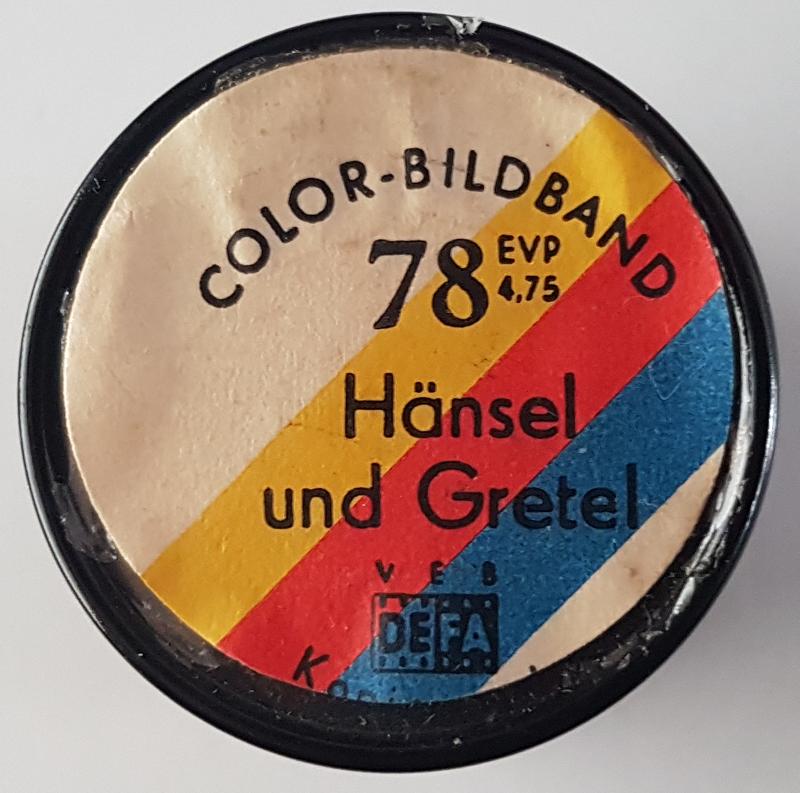 COLOR-BILDBAND
78 EVP
4,75
Hänsel
und Gretel
VEB
DEFA